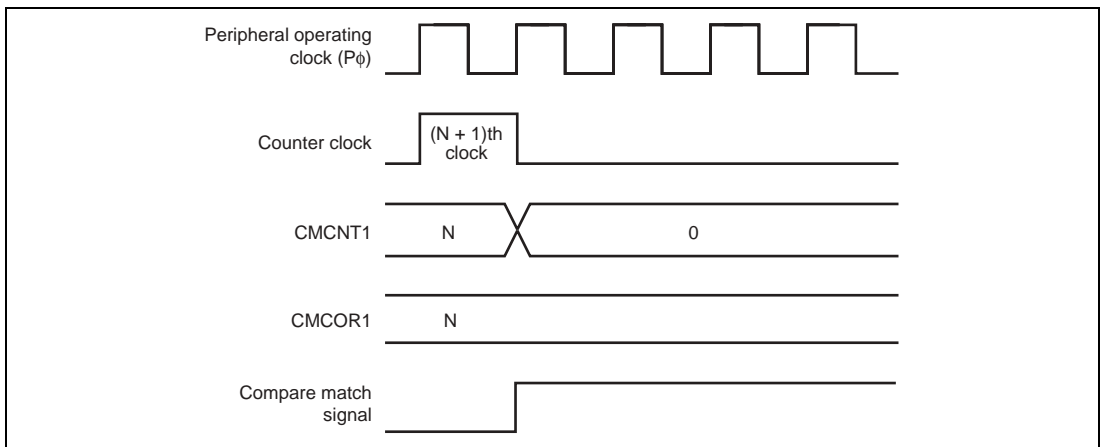 Peripheral operating
clock (Pϕ)
Counter clock
(N + 1)th
clock
CMCNT1
N
0
CMCOR1
N
Compare match
signal